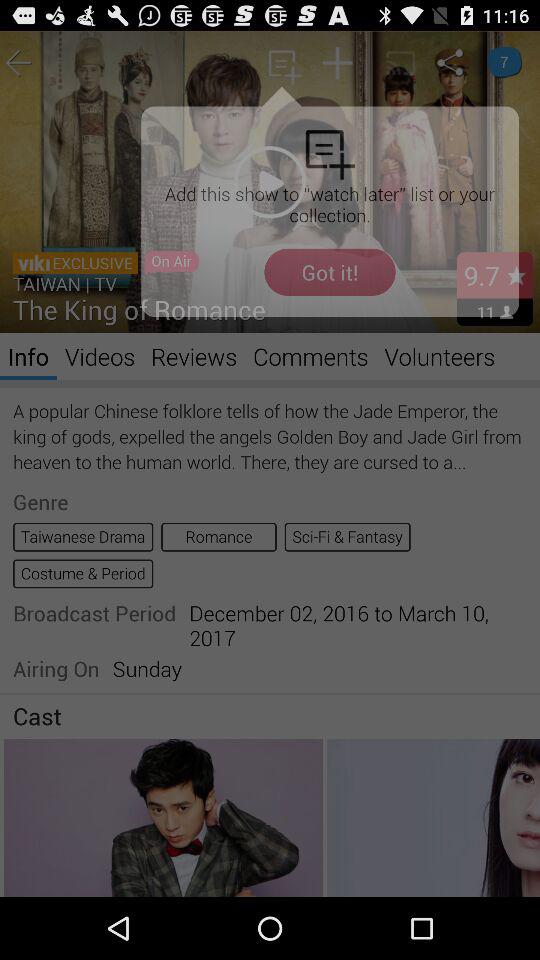 11:16
7
Add this show to "watch later" list or your
collection.
Got it!
viki EXCLUSIVE
On Air
TAIWAN | TV
The King of Romance
9.7
11
Info Videos Reviews Comments Volunteers
A popular Chinese folklore tells of how the Jade Emperor, the
king of gods, expelled the angels Golden Boy and Jade Girl from
heaven to the human world. There, they are cursed to a...
Genre
Taiwanese Drama Romance Sci-Fi & Fantasy
Costume & Period
Broadcast Period December 02, 2016 to March 10,
2017
Airing On Sunday
Cast